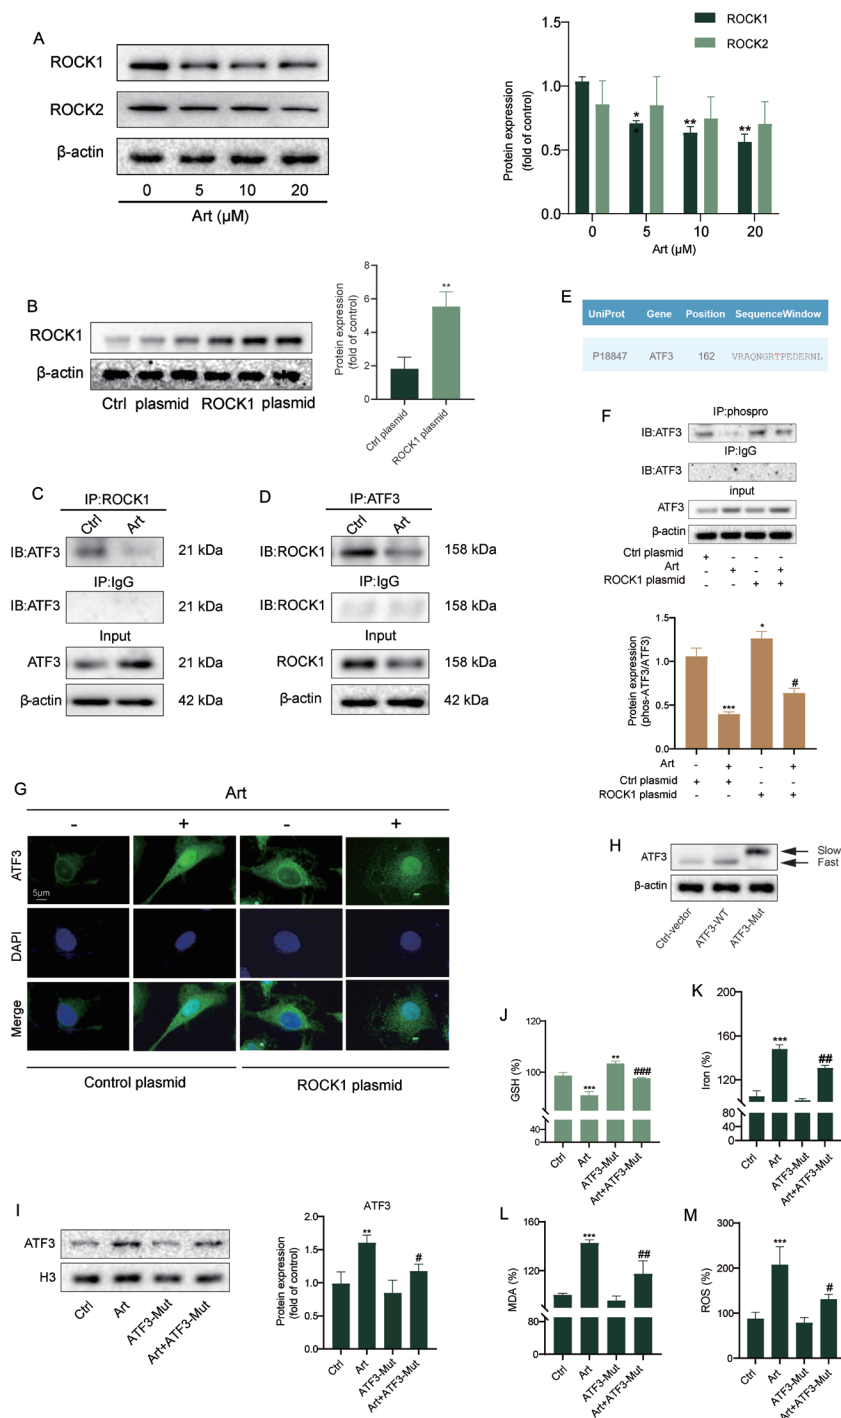 A
ROCK1
ROCK2
β-actin
0 5 10 20
Art (μM)
ROCK1
ROCK2
Protein expression
(fold of control)
1.5
1.0
0.5
0.0
*
*
**
**
0 5 10 20
Art (μM)
B
ROCK1
β-actin
Ctrl plasmid ROCK1 plasmid
Protein expression
(fold of control)
8
6
4
2
0
**
Ctrl plasmid
ROCK1 plasmid
E
UniProt Gene Position SequenceWindow
P18847 ATF3 162 VRAQNGRTPEDERNL
C
IP:ROCK1
Ctrl Art
IB:ATF3 21 kDa
IP:IgG
IB:ATF3 21 kDa
Input
ATF3 21 kDa
β-actin 42 kDa
D
IP:ATF3
Ctrl Art
IB:ROCK1 158 kDa
IP:IgG
IB:ROCK1 158 kDa
Input
ROCK1 158 kDa
β-actin 42 kDa
F
IP:phospro
IB:ATF3
IP:IgG
IB:ATF3
input
ATF3
β-actin
Ctrl plasmid + - - -
Art - + - +
ROCK1 plasmid - - + +
Protein expression
(phos-ATF3/ATF3)
1.5
1.0
0.5
0.0
***
*
#
Art - + - +
Ctrl plasmid + + - -
ROCK1 plasmid - - + +
G
Art
- + - +
ATF3
5μm
DAPI
Merge
Control plasmid ROCK1 plasmid
H
ATF3
Slow
Fast
β-actin
Ctrl-vector
ATF3-WT
ATF3-Mut
I
ATF3
H3
Ctrl
Art
ATF3-Mut
Art+ATF3-Mut
ATF3
Protein expression
(fold of control)
2.0
1.5
1.0
0.5
0.0
**
#
Ctrl
Art
ATF3-Mut
Art+ATF3-Mut
J
GSH (%)
120
100
40
0
***
**
###
Ctrl
Art
ATF3-Mut
Art+ATF3-Mut
K
Iron (%)
200
160
120
80
40
0
***
##
Ctrl
Art
ATF3-Mut
Art+ATF3-Mut
L
MDA (%)
160
120
80
0
***
##
Ctrl
Art
ATF3-Mut
Art+ATF3-Mut
M
ROS (%)
300
200
100
0
***
#
Ctrl
Art
ATF3-Mut
Art+ATF3-Mut